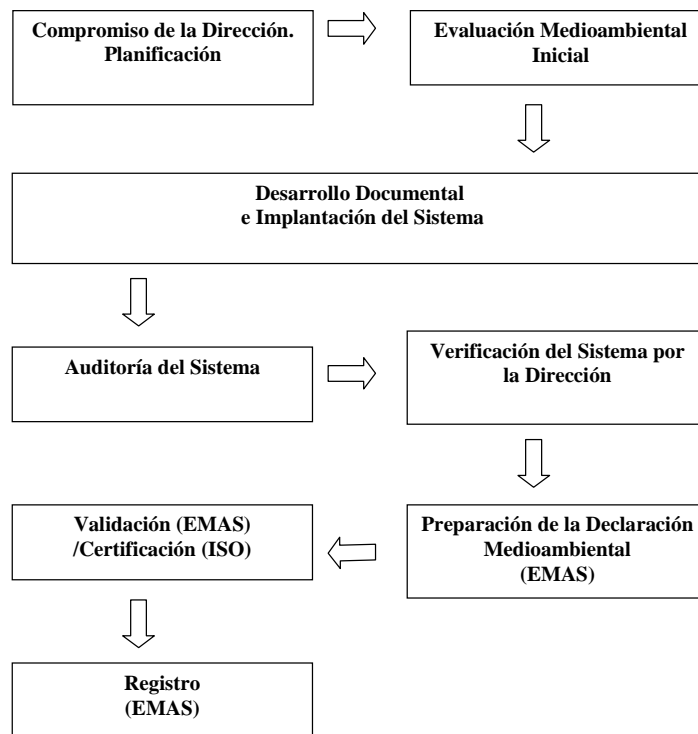 Compromiso de la Dirección.
Planificación
Evaluación Medioambiental
Inicial
Desarrollo Documental
e Implantación del Sistema
Auditoría del Sistema
Verificación del Sistema por
la Dirección
Validación (EMAS)
/Certificación (ISO)
Preparación de la Declaración
Medioambiental
(EMAS)
Registro
(EMAS)